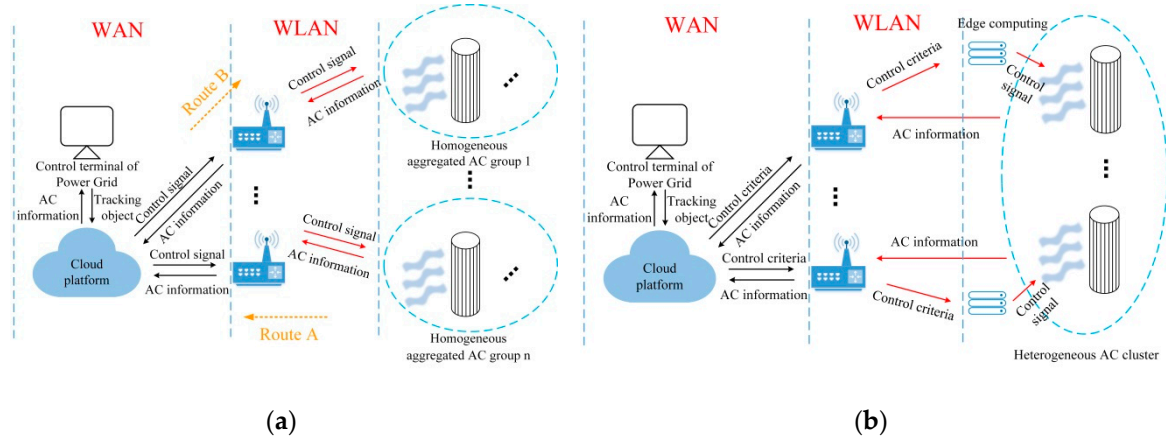 WAN
WLAN
Route B
Control signal
AC information
Control terminal of
Power Grid
AC
information
Tracking
object
Control signal
AC information
Cloud
platform
Control signal
AC information
Homogeneous
aggregated AC group 1
Control signal
AC information
Route A
Homogeneous
aggregated AC group n
(a)
WAN
WLAN
Edge computing
Control criteria
Control
signal
AC information
Control terminal of
Power Grid
AC
information
Tracking
object
Control criteria
AC information
Cloud
platform
Control criteria
AC information
AC information
Control criteria
Control
signal
Heterogeneous AC cluster
(b)